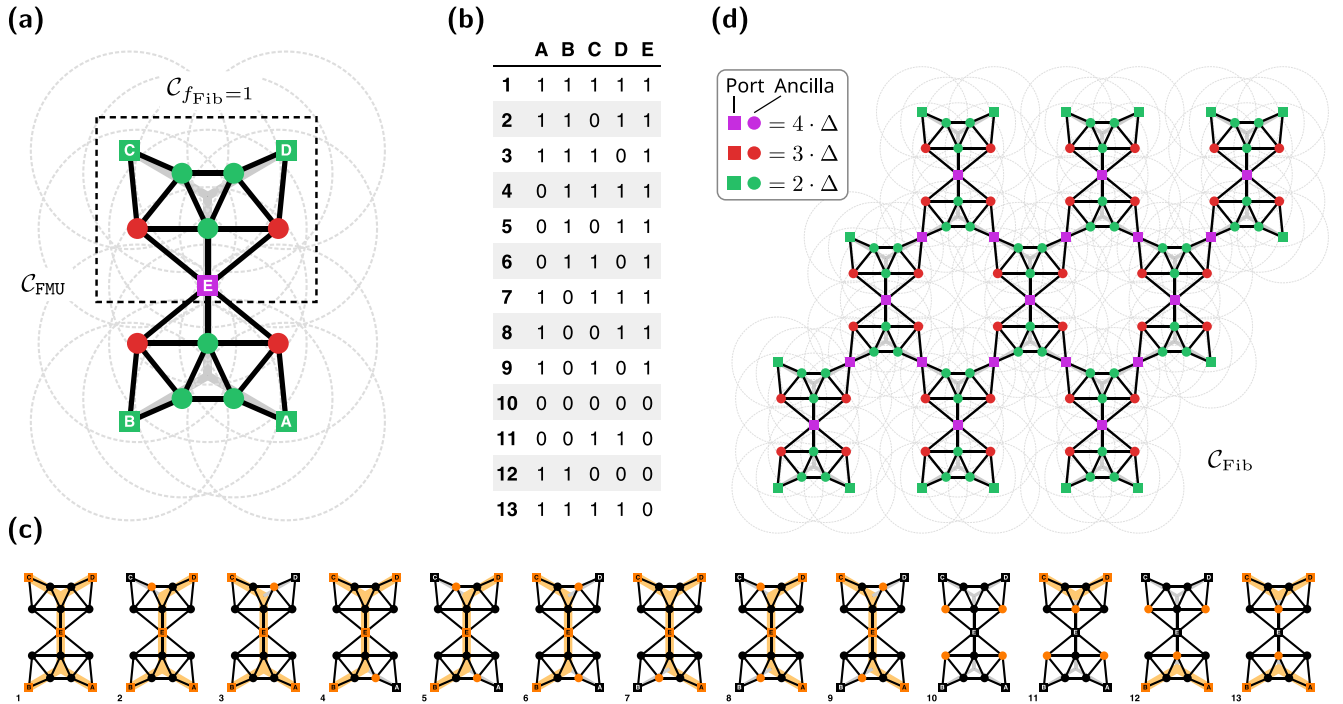 (a)
𝒞_{f_Fib=1}
C D
𝒞_FMU
E
B A
(b)
A B C D E
1 1 1 1 1 1
2 1 1 0 1 1
3 1 1 1 0 1
4 0 1 1 1 1
5 0 1 0 1 1
6 0 1 1 0 1
7 1 0 1 1 1
8 1 0 0 1 1
9 1 0 1 0 1
10 0 0 0 0 0
11 0 0 1 1 0
12 1 1 0 0 0
13 1 1 1 1 0
(d)
Port Ancilla
= 4 · Δ
= 3 · Δ
= 2 · Δ
𝒞_Fib
(c)
C D C D C D C D C D C D C D C D C D C D C D C D C D
E E E E E E E E E E E E E
B A B A B A B A B A B A B A B A B A B A B A B A B A
1 2 3 4 5 6 7 8 9 10 11 12 13